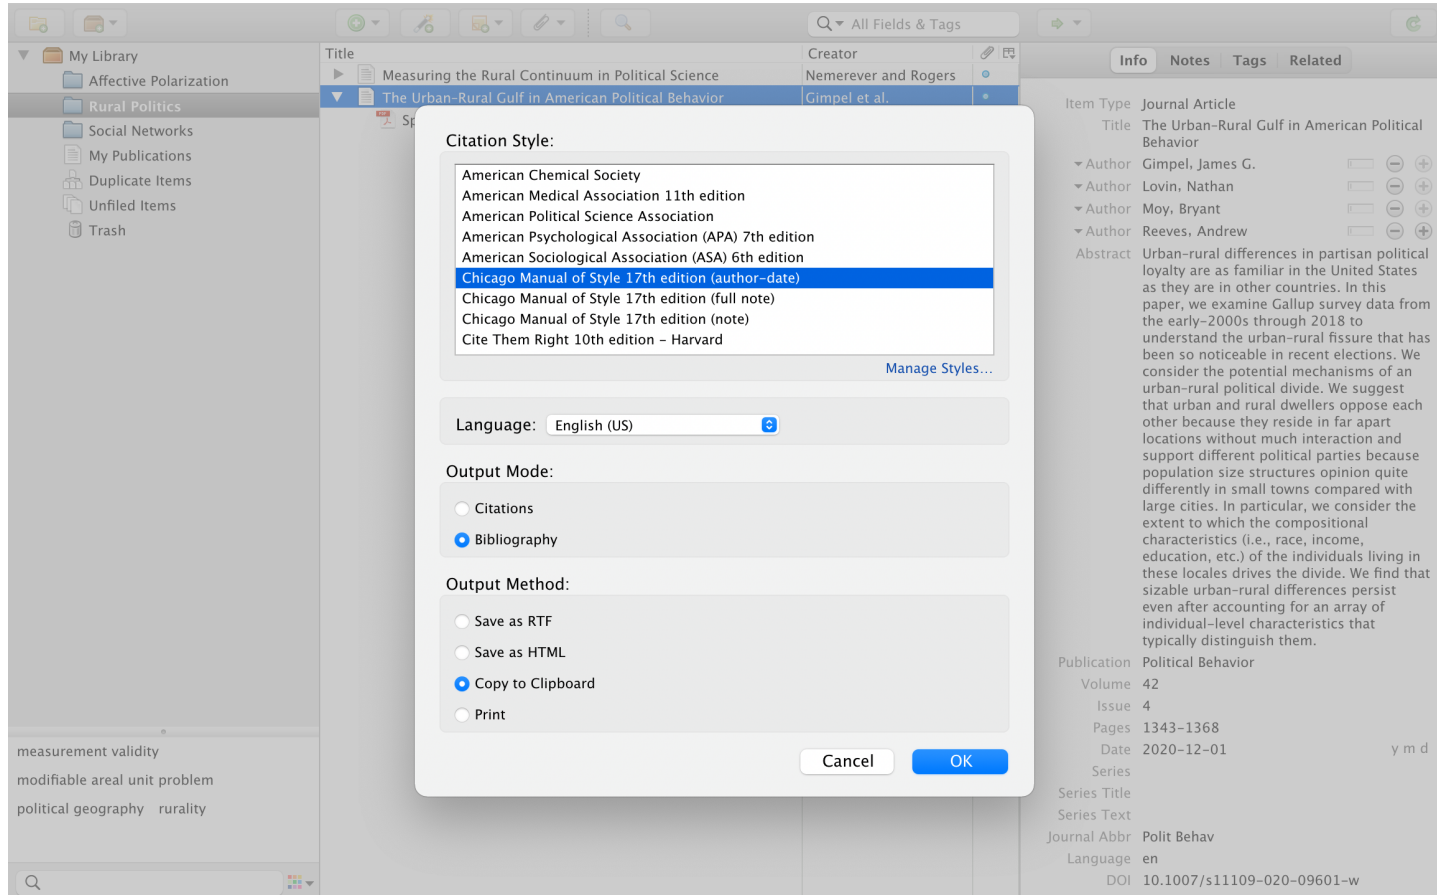 All Fields & Tags
My Library
Affective Polarization
Rural Politics
Social Networks
My Publications
Duplicate Items
Unfiled Items
Trash
measurement validity
modifiable areal unit problem
political geography rurality
Title Creator
Measuring the Rural Continuum in Political Science Nemerever and Rogers
The Urban-Rural Gulf in American Political Behavior Gimpel et al.
Sp
Citation Style:
American Chemical Society
American Medical Association 11th edition
American Political Science Association
American Psychological Association (APA) 7th edition
American Sociological Association (ASA) 6th edition
Chicago Manual of Style 17th edition (author-date)
Chicago Manual of Style 17th edition (full note)
Chicago Manual of Style 17th edition (note)
Cite Them Right 10th edition - Harvard
Manage Styles...
Language: English (US)
Output Mode:
Citations
Bibliography
Output Method:
Save as RTF
Save as HTML
Copy to Clipboard
Print
Cancel OK
Info Notes Tags Related
Item Type Journal Article
Title The Urban-Rural Gulf in American Political
Behavior
Author Gimpel, James G.
Author Lovin, Nathan
Author Moy, Bryant
Author Reeves, Andrew
Abstract Urban-rural differences in partisan political
loyalty are as familiar in the United States
as they are in other countries. In this
paper, we examine Gallup survey data from
the early-2000s through 2018 to
understand the urban-rural fissure that has
been so noticeable in recent elections. We
consider the potential mechanisms of an
urban-rural political divide. We suggest
that urban and rural dwellers oppose each
other because they reside in far apart
locations without much interaction and
support different political parties because
population size structures opinion quite
differently in small towns compared with
large cities. In particular, we consider the
extent to which the compositional
characteristics (i.e., race, income,
education, etc.) of the individuals living in
these locales drives the divide. We find that
sizable urban-rural differences persist
even after accounting for an array of
individual-level characteristics that
typically distinguish them.
Publication Political Behavior
Volume 42
Issue 4
Pages 1343-1368
Date 2020-12-01 y m d
Series
Series Title
Series Text
Journal Abbr Polit Behav
Language en
DOI 10.1007/s11109-020-09601-w